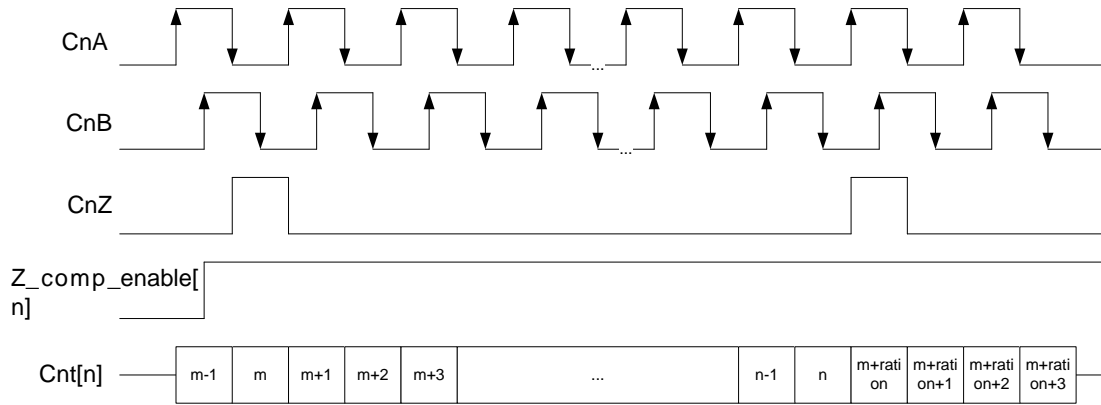 CnA
...
CnB
...
CnZ
Z_comp_enable[
n]
Cnt[n]
m-1
m
m+1
m+2
m+3
...
n-1
n
m+rati
on
m+rati
on+1
m+rati
on+2
m+rati
on+3